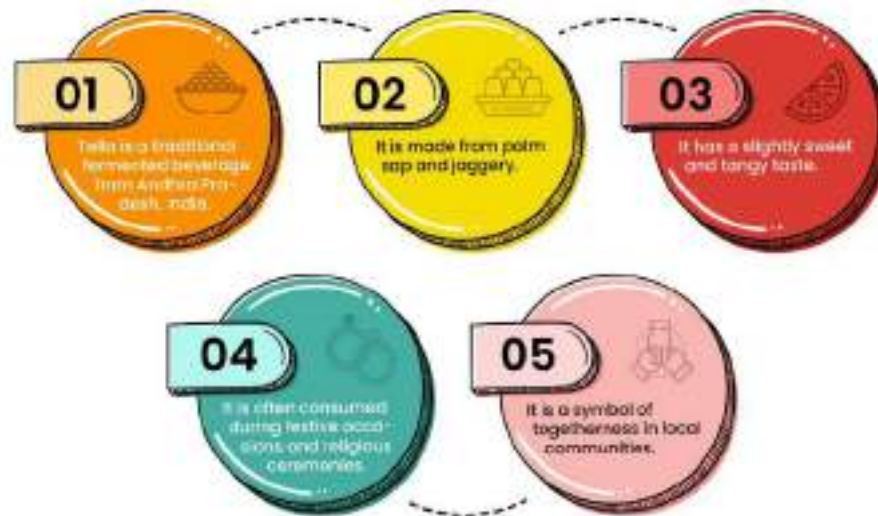 01
Tella is a traditional
fermented beverage
from Andhra Pra-
desh, India.
02
It is made from palm
sap and jaggery.
03
It has a slightly sweet
and tangy taste.
04
It is often consumed
during festive occa-
sions and religious
ceremonies.
05
It is a symbol of
togetherness in local
communities.